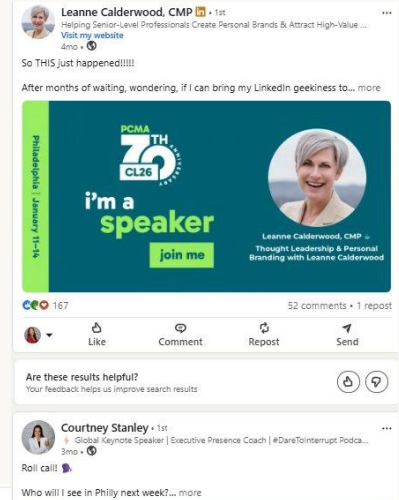 Leanne Calderwood, CMP in • 1st
Helping Senior-Level Professionals Create Personal Brands & Attract High-Value ...
Visit my website
4mo •
So THIS just happened!!!!!
After months of waiting, wondering, if I can bring my LinkedIn geekiness to... more
Philadelphia | January 11–14
PCMA
70TH
ANNIVERSARY
CL26
i'm a
speaker
join me
Leanne Calderwood, CMP
Thought Leadership & Personal
Branding with Leanne Calderwood
167
52 comments • 1 repost
Like
Comment
Repost
Send
Are these results helpful?
Your feedback helps us improve search results
Courtney Stanley • 1st
Global Keynote Speaker | Executive Presence Coach | #DareToInterrupt Podca...
3mo •
Roll call!
Who will I see in Philly next week?... more